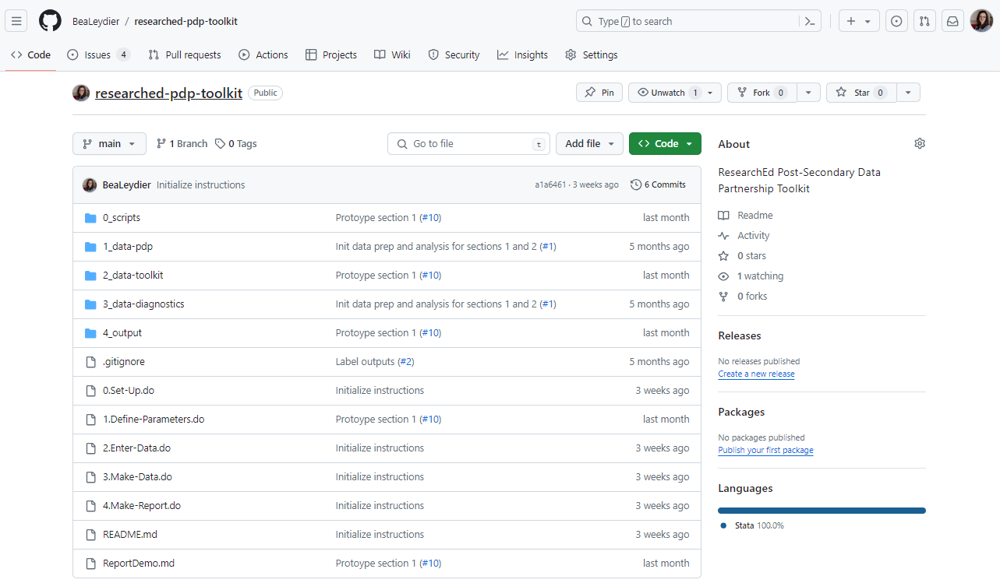 BeaLeydier / researched-pdp-toolkit
Type / to search
Code
Issues 4
Pull requests
Actions
Projects
Wiki
Security
Insights
Settings
researched-pdp-toolkit Public
Pin
Unwatch 1
Fork 0
Star 0
main
1 Branch
0 Tags
Go to file t
Add file
Code
BeaLeydier Initialize instructions a1a6461 · 3 weeks ago 6 Commits
0_scripts Protoype section 1 (#10) last month
1_data-pdp Init data prep and analysis for sections 1 and 2 (#1) 5 months ago
2_data-toolkit Protoype section 1 (#10) last month
3_data-diagnostics Init data prep and analysis for sections 1 and 2 (#1) 5 months ago
4_output Protoype section 1 (#10) last month
.gitignore Label outputs (#2) 5 months ago
0.Set-Up.do Initialize instructions 3 weeks ago
1.Define-Parameters.do Protoype section 1 (#10) last month
2.Enter-Data.do Initialize instructions 3 weeks ago
3.Make-Data.do Initialize instructions 3 weeks ago
4.Make-Report.do Initialize instructions 3 weeks ago
README.md Initialize instructions 3 weeks ago
ReportDemo.md Protoype section 1 (#10) last month
About
ResearchEd Post-Secondary Data
Partnership Toolkit
Readme
Activity
0 stars
1 watching
0 forks
Releases
No releases published
Create a new release
Packages
No packages published
Publish your first package
Languages
Stata 100.0%